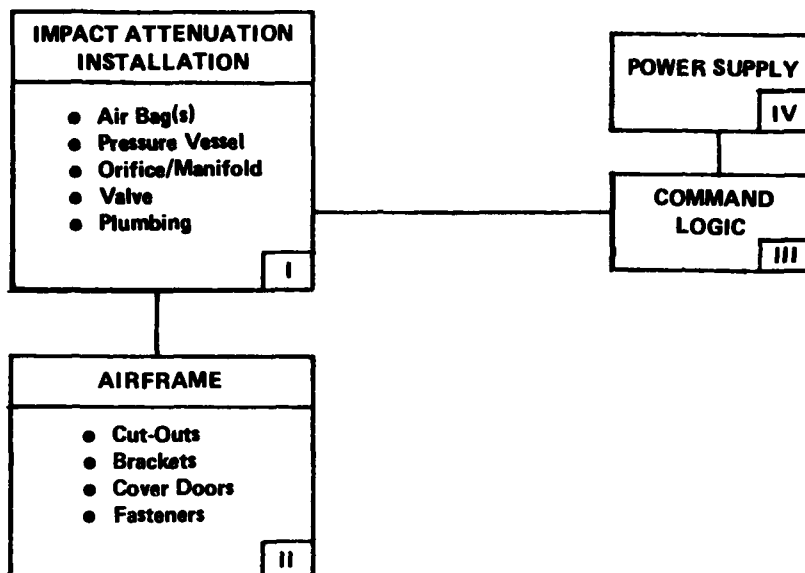 IMPACT ATTENUATION
INSTALLATION
● Air Bag(s)
● Pressure Vessel
● Orifice/Manifold
● Valve
● Plumbing
I
POWER SUPPLY
IV
COMMAND
LOGIC
III
AIRFRAME
● Cut-Outs
● Brackets
● Cover Doors
● Fasteners
II